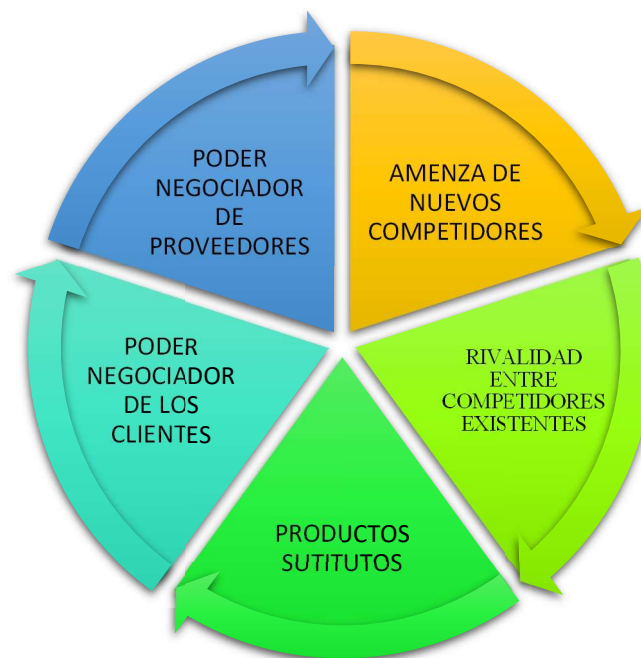 PODER
NEGOCIADOR
DE
PROVEEDORES
AMENZA DE
NUEVOS
COMPETIDORES
RIVALIDAD
ENTRE
COMPETIDORES
EXISTENTES
PRODUCTOS
SUTITUTOS
PODER
NEGOCIADOR
DE LOS
CLIENTES